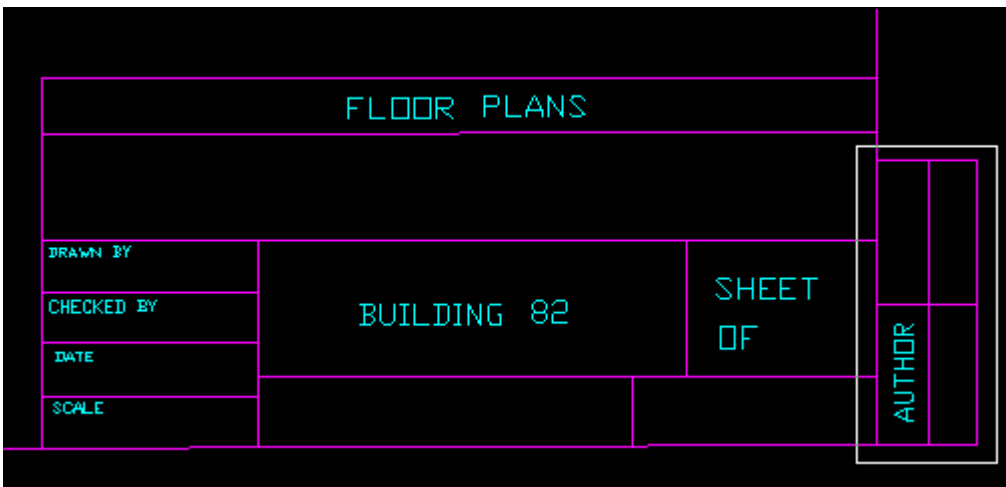 FLOOR PLANS
DRAWN BY
CHECKED BY
DATE
SCALE
BUILDING 82
SHEET
OF
AUTHOR